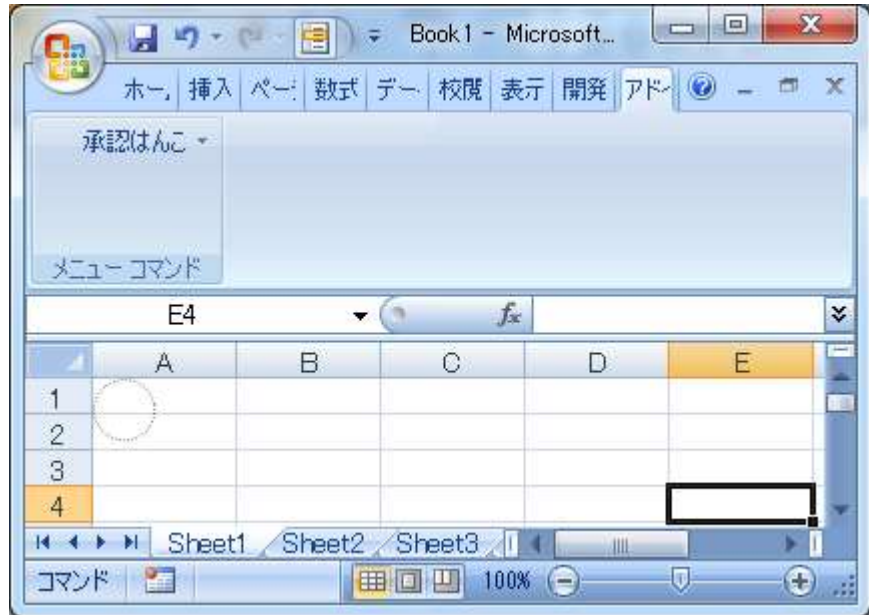 Book1 - Microsoft...
ホー, 挿入 ペー 数式 デー 校閲 表示 開発 アドイ
承認はんこ
メニュー コマンド
E4 fx
A B C D E
1
2
3
4
Sheet1 Sheet2 Sheet3
コマンド 100%